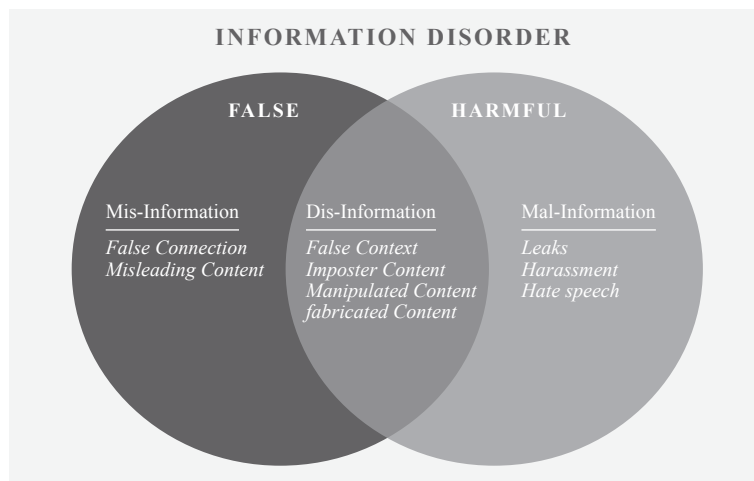 INFORMATION DISORDER
FALSE
HARMFUL
Mis-Information
False Connection
Misleading Content
Dis-Information
False Context
Imposter Content
Manipulated Content
fabricated Content
Mal-Information
Leaks
Harassment
Hate speech